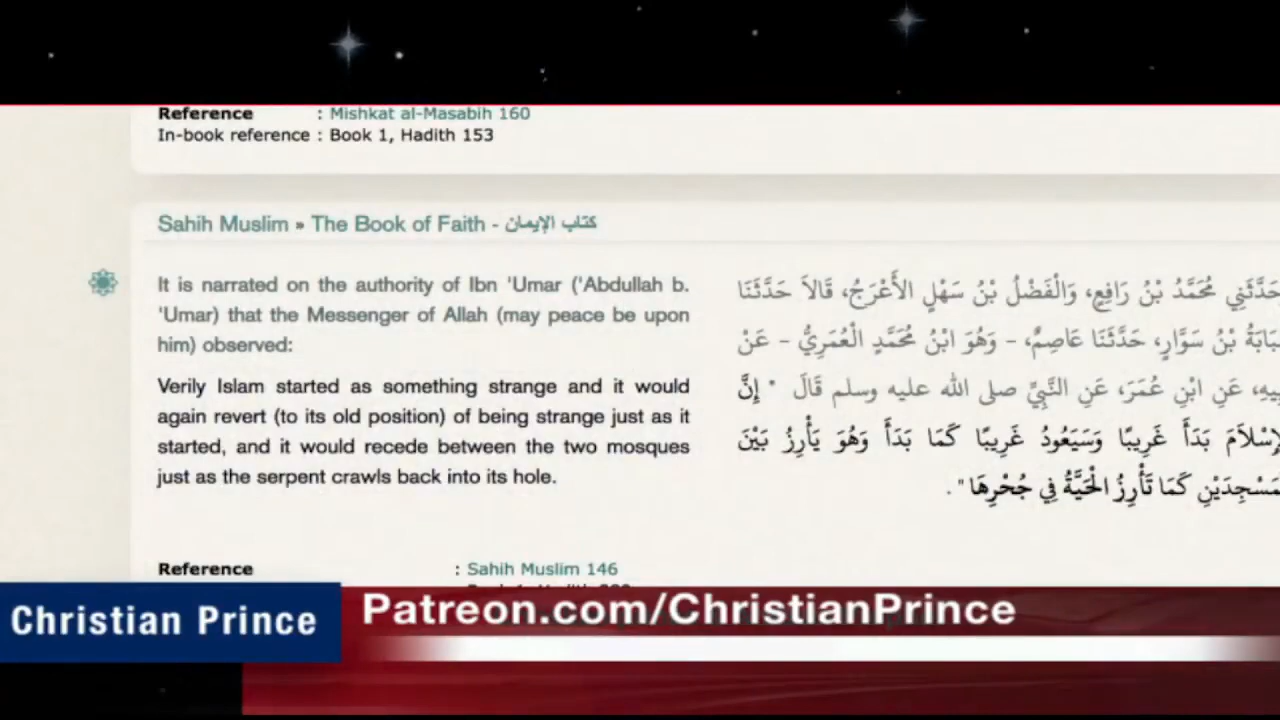 Reference : Mishkat al-Masabih 160
In-book reference : Book 1, Hadith 153
Sahih Muslim » The Book of Faith - كتاب الإيمان
It is narrated on the authority of Ibn 'Umar ('Abdullah b.
'Umar) that the Messenger of Allah (may peace be upon
him) observed:
Verily Islam started as something strange and it would
again revert (to its old position) of being strange just as it
started, and it would recede between the two mosques
just as the serpent crawls back into its hole.
حَدَّثَنِي مُحَمَّدُ بْنُ رَافِعٍ، وَالْفَضْلُ بْنُ سَهْلٍ الأَعْرَجُ، قَالاَ حَدَّثَنَا
بْنُ سَوَّارٍ، حَدَّثَنَا عَاصِمٌ، - وَهُوَ ابْنُ مُحَمَّدٍ الْعُمَرِيُّ - عَنْ
عَنِ ابْنِ عُمَرَ، عَنِ النَّبِيِّ صلى الله عليه وسلم قَالَ " إِنَّ
الإِسْلاَمَ بَدَأَ غَرِيبًا وَسَيَعُودُ غَرِيبًا كَمَا بَدَأَ وَهُوَ يَأْرِزُ بَيْنَ
الْمَسْجِدَيْنِ كَمَا تَأْرِزُ الْحَيَّةُ فِي جُحْرِهَا " .
Reference : Sahih Muslim 146
Christian Prince
Patreon.com/ChristianPrince